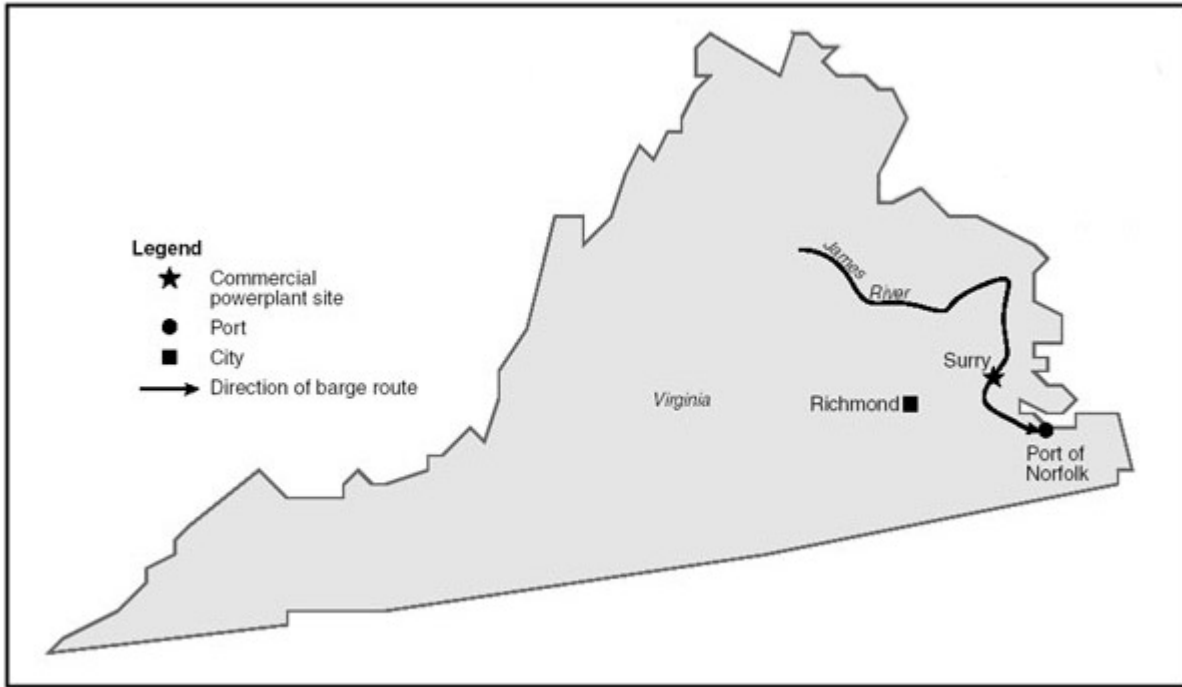 James
River
Legend
Commercial
powerplant site
Port
City
Direction of barge route
Surry
Virginia
Richmond
Port of
Norfolk